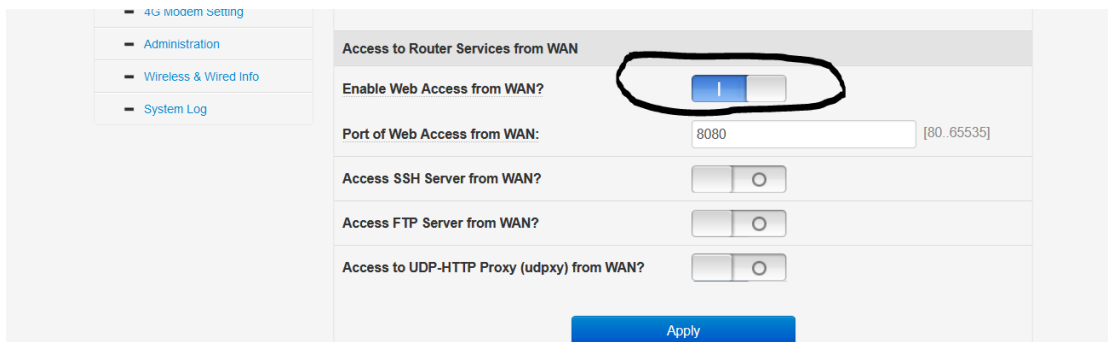 4G Modem Setting
Administration
Wireless & Wired Info
System Log
Access to Router Services from WAN
Enable Web Access from WAN?
Port of Web Access from WAN: 8080 [80..65535]
Access SSH Server from WAN?
Access FTP Server from WAN?
Access to UDP-HTTP Proxy (udpxy) from WAN?
Apply